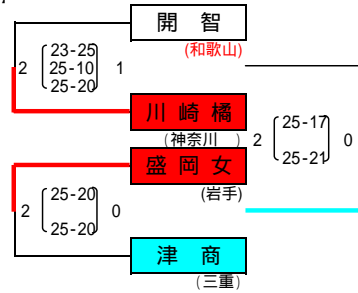 開 智
(和歌山)
2 23-25 1
25-10
25-20
川 崎 橘
(神奈川 )
2 25-17 0
25-21
盛 岡 女
(岩手)
2 25-20 0
25-20
津 商
(三重)